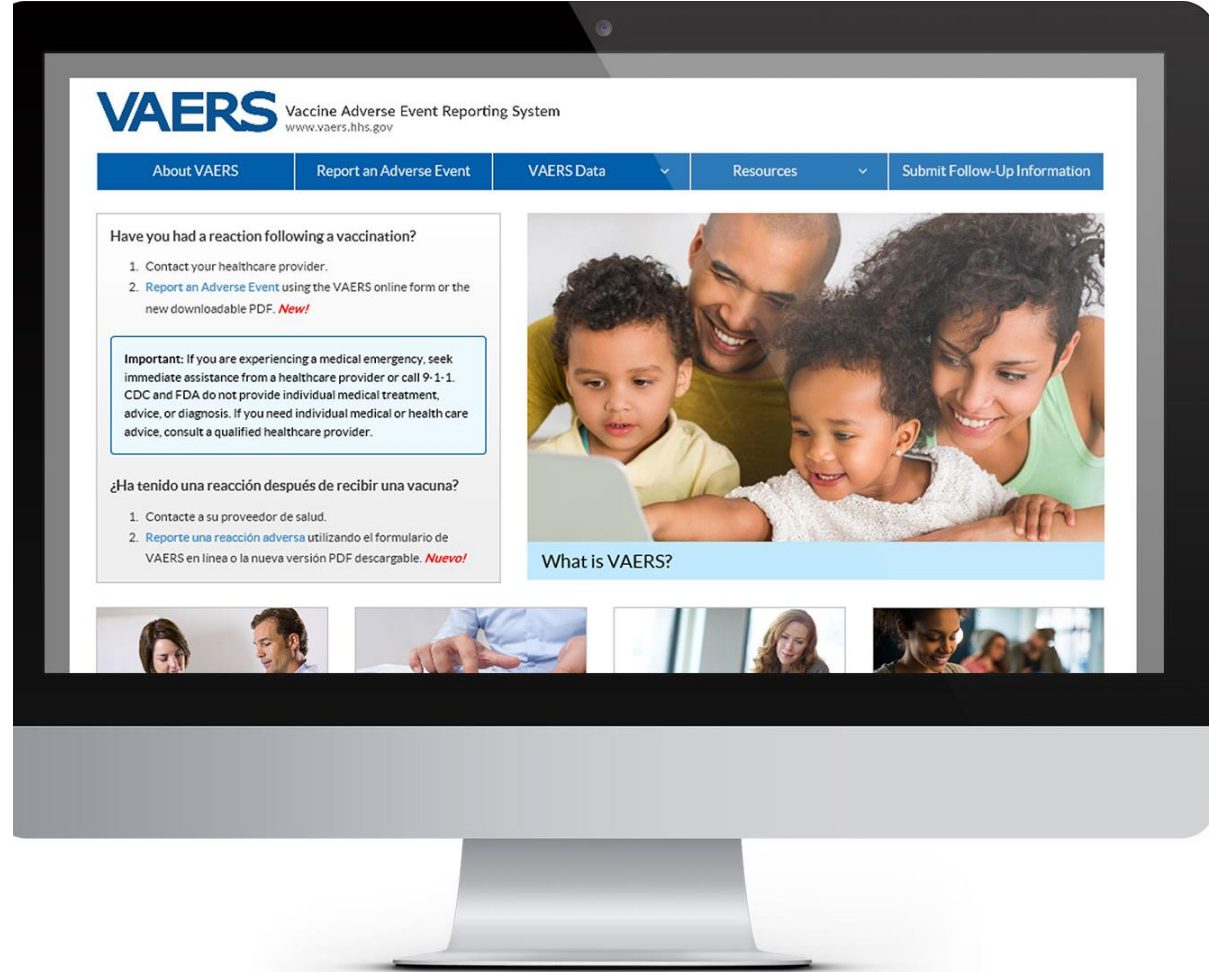 VAERS Vaccine Adverse Event Reporting System
www.vaers.hhs.gov
About VAERS
Report an Adverse Event
VAERS Data
Resources
Submit Follow-Up Information
Have you had a reaction following a vaccination?
1. Contact your healthcare provider.
2. Report an Adverse Event using the VAERS online form or the
new downloadable PDF. New!
Important: If you are experiencing a medical emergency, seek
immediate assistance from a healthcare provider or call 9-1-1.
CDC and FDA do not provide individual medical treatment,
advice, or diagnosis. If you need individual medical or health care
advice, consult a qualified healthcare provider.
¿Ha tenido una reacción después de recibir una vacuna?
1. Contacte a su proveedor de salud.
2. Reporte una reacción adversa utilizando el formulario de
VAERS en línea o la nueva versión PDF descargable. Nuevo!
What is VAERS?